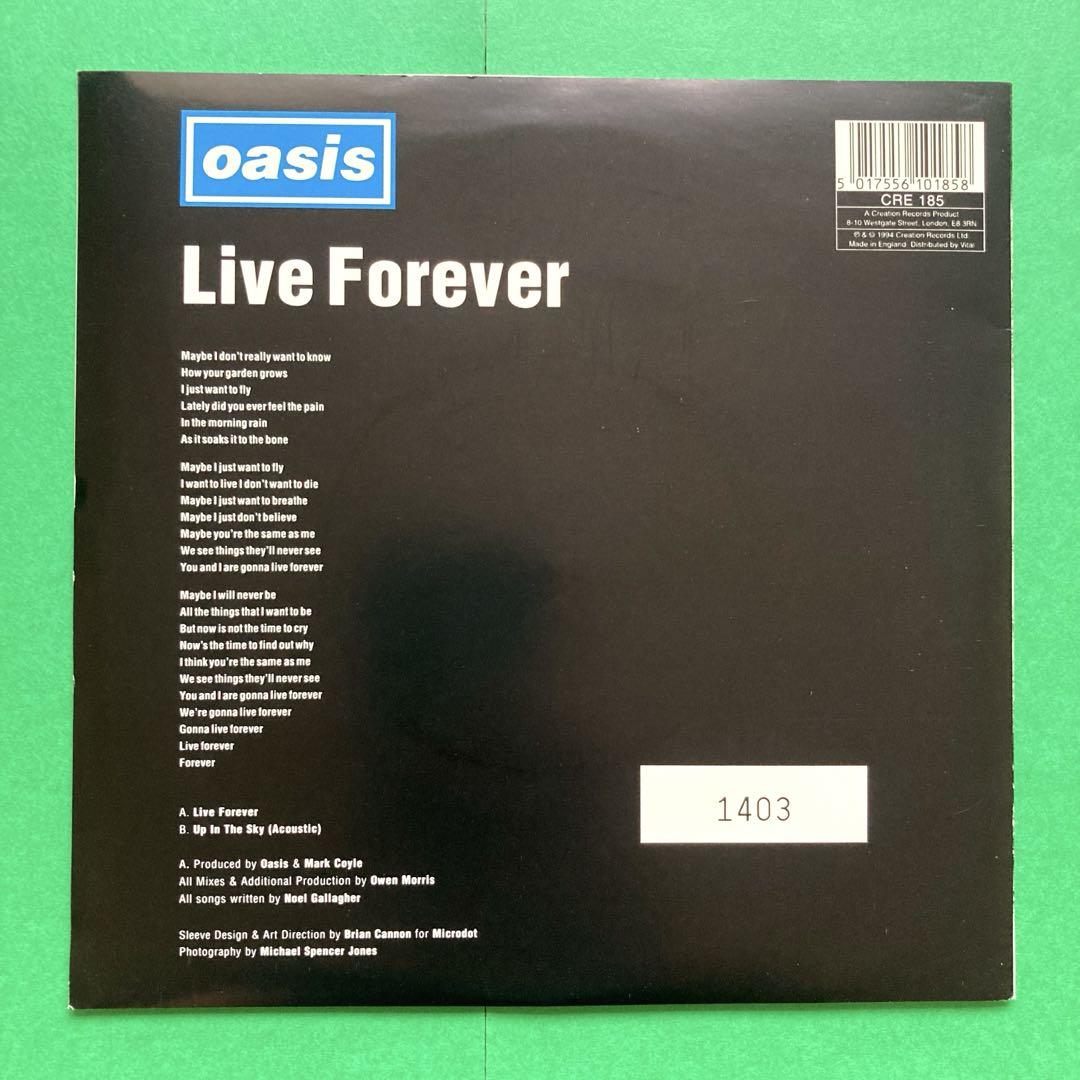 oasis
5 017556 101858
CRE 185
A Creation Records Product
8-10 Westgate Street, London, E8 3RN
℗ & © 1994 Creation Records Ltd.
Made in England Distributed by Vital
Live Forever
Maybe I don't really want to know
How your garden grows
I just want to fly
Lately did you ever feel the pain
In the morning rain
As it soaks it to the bone
Maybe I just want to fly
I want to live I don't want to die
Maybe I just want to breathe
Maybe I just don't believe
Maybe you're the same as me
We see things they'll never see
You and I are gonna live forever
Maybe I will never be
All the things that I want to be
But now is not the time to cry
Now's the time to find out why
I think you're the same as me
We see things they'll never see
You and I are gonna live forever
We're gonna live forever
Gonna live forever
Live forever
Forever
1403
A. Live Forever
B. Up In The Sky (Acoustic)
A. Produced by Oasis & Mark Coyle
All Mixes & Additional Production by Owen Morris
All songs written by Noel Gallagher
Sleeve Design & Art Direction by Brian Cannon for Microdot
Photography by Michael Spencer Jones